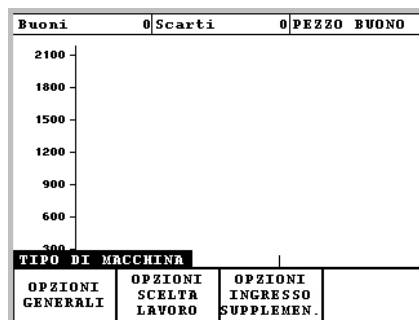 Buoni 0 Scarti 0 PEZZO BUONO
2100
1800
1500
1200
900
600
300
TIPO DI MACCHINA
OPZIONI GENERALI
OPZIONI SCELTA LAVORO
OPZIONI INGRESSO SUPPLEMEN.